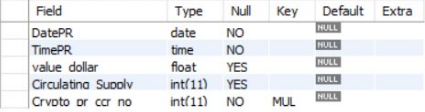 Field Type Null Key Default Extra
DatePR date NO NULL
TimePR time NO NULL
value_dollar float YES NULL
Circulating_Supply int(11) YES NULL
Crypto_pr_ccr_no int(11) NO MUL NULL